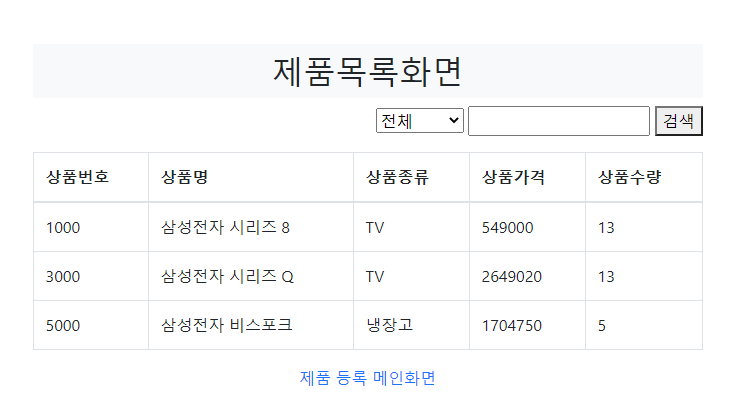 제품목록화면
전체 검색
상품번호 상품명 상품종류 상품가격 상품수량
1000 삼성전자 시리즈 8 TV 549000 13
3000 삼성전자 시리즈 Q TV 2649020 13
5000 삼성전자 비스포크 냉장고 1704750 5
제품 등록 메인화면